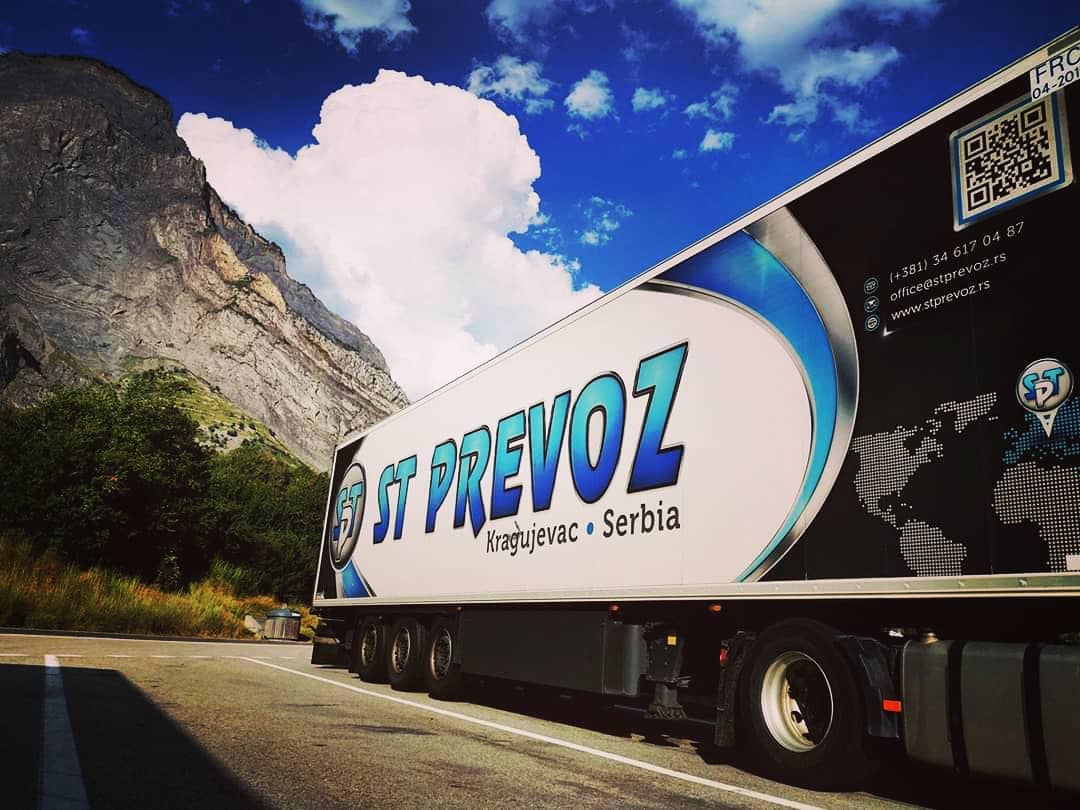 FRC
04-201
(+381) 34 617 04 87
office@stprevoz.rs
www.stprevoz.rs
SPT
SPT
ST PREVOZ
Kragujevac • Serbia